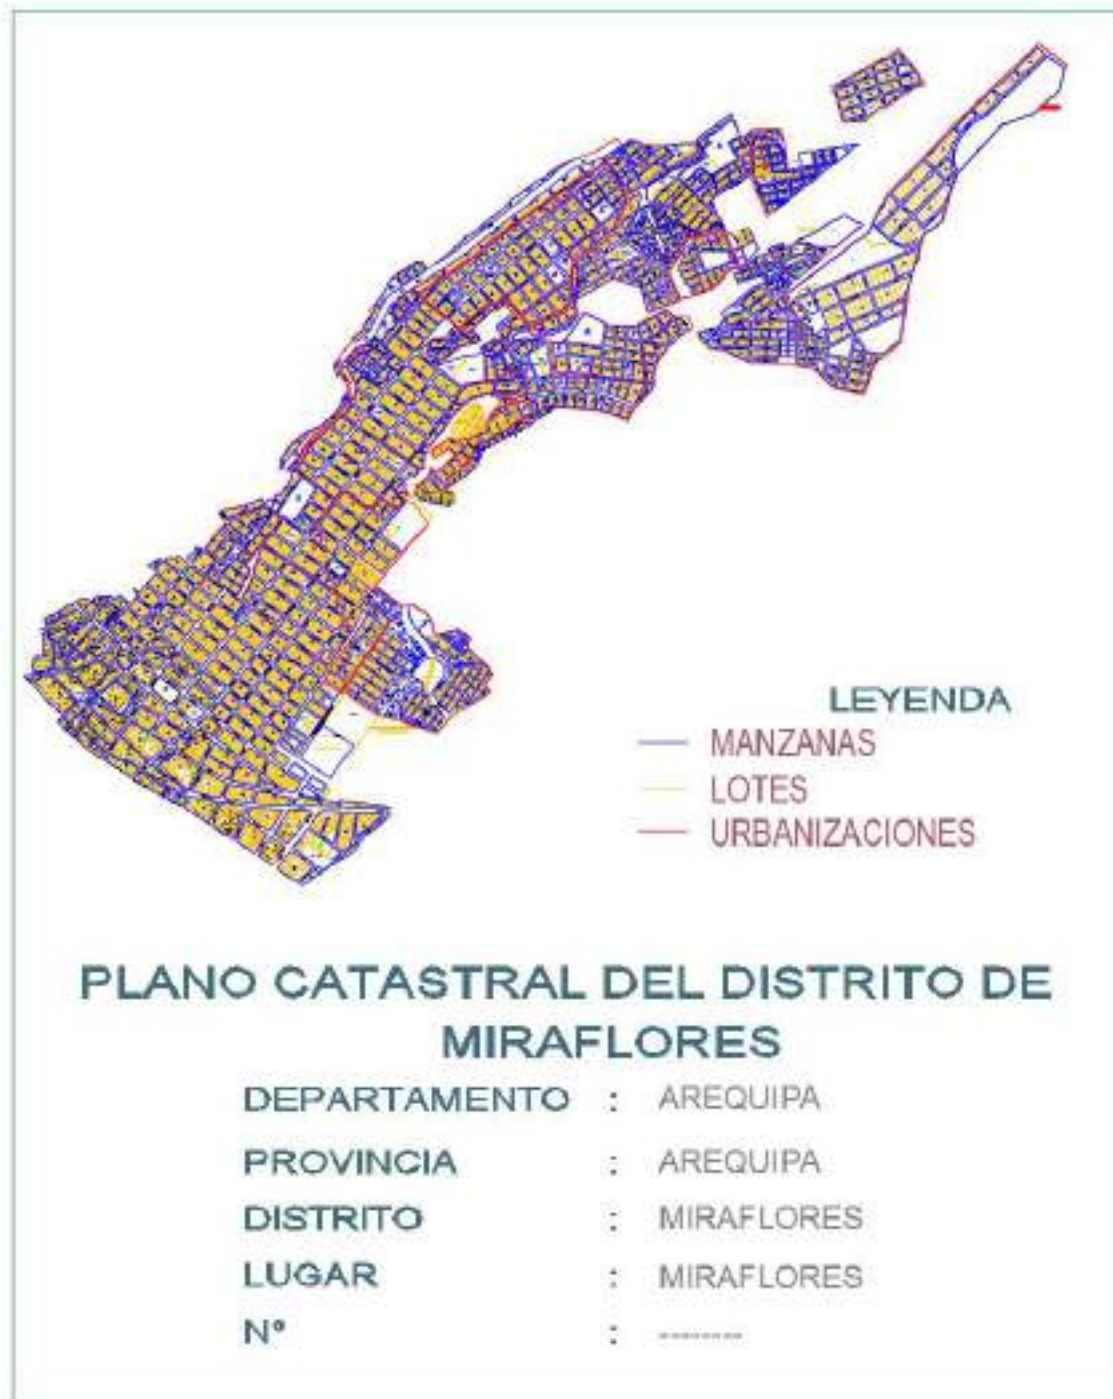 LEYENDA
MANZANAS
LOTES
URBANIZACIONES
PLANO CATASTRAL DEL DISTRITO DE
MIRAFLORES
DEPARTAMENTO : AREQUIPA
PROVINCIA : AREQUIPA
DISTRITO : MIRAFLORES
LUGAR : MIRAFLORES
Nº : --------